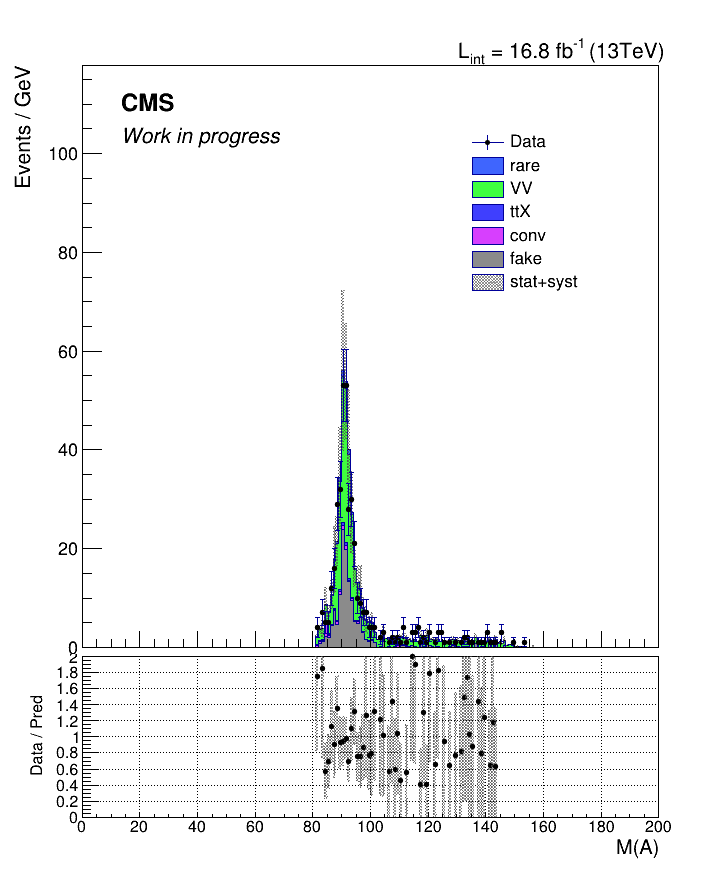 L_int = 16.8 fb^-1 (13TeV)
Events / GeV
CMS
Work in progress
Data
rare
VV
ttX
conv
fake
stat+syst
100
80
60
40
20
0
Data / Pred
2
1.8
1.6
1.4
1.2
1
0.8
0.6
0.4
0.2
0
0 20 40 60 80 100 120 140 160 180 200
M(A)